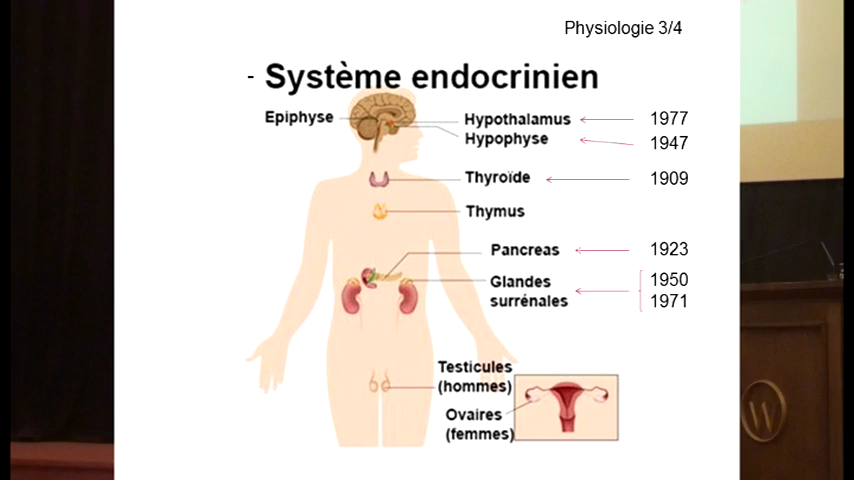 Physiologie 3/4
- Système endocrinien
Epiphyse
Hypothalamus
1977
Hypophyse
1947
Thyroïde
1909
Thymus
Pancreas
1923
Glandes
surrénales
1950
1971
Testicules
(hommes)
Ovaires
(femmes)
W